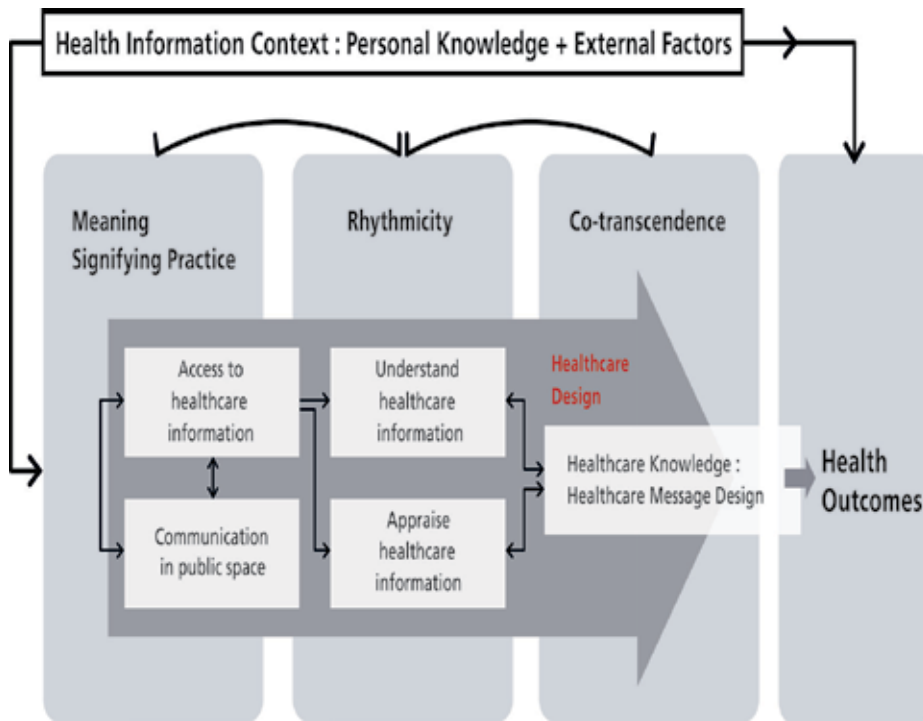 Health Information Context : Personal Knowledge + External Factors
Meaning
Signifying Practice
Rhythmicity
Co-transcendence
Access to
healthcare
information
Understand
healthcare
information
Healthcare
Design
Communication
in public space
Appraise
healthcare
information
Healthcare Knowledge :
Healthcare Message Design
Health
Outcomes